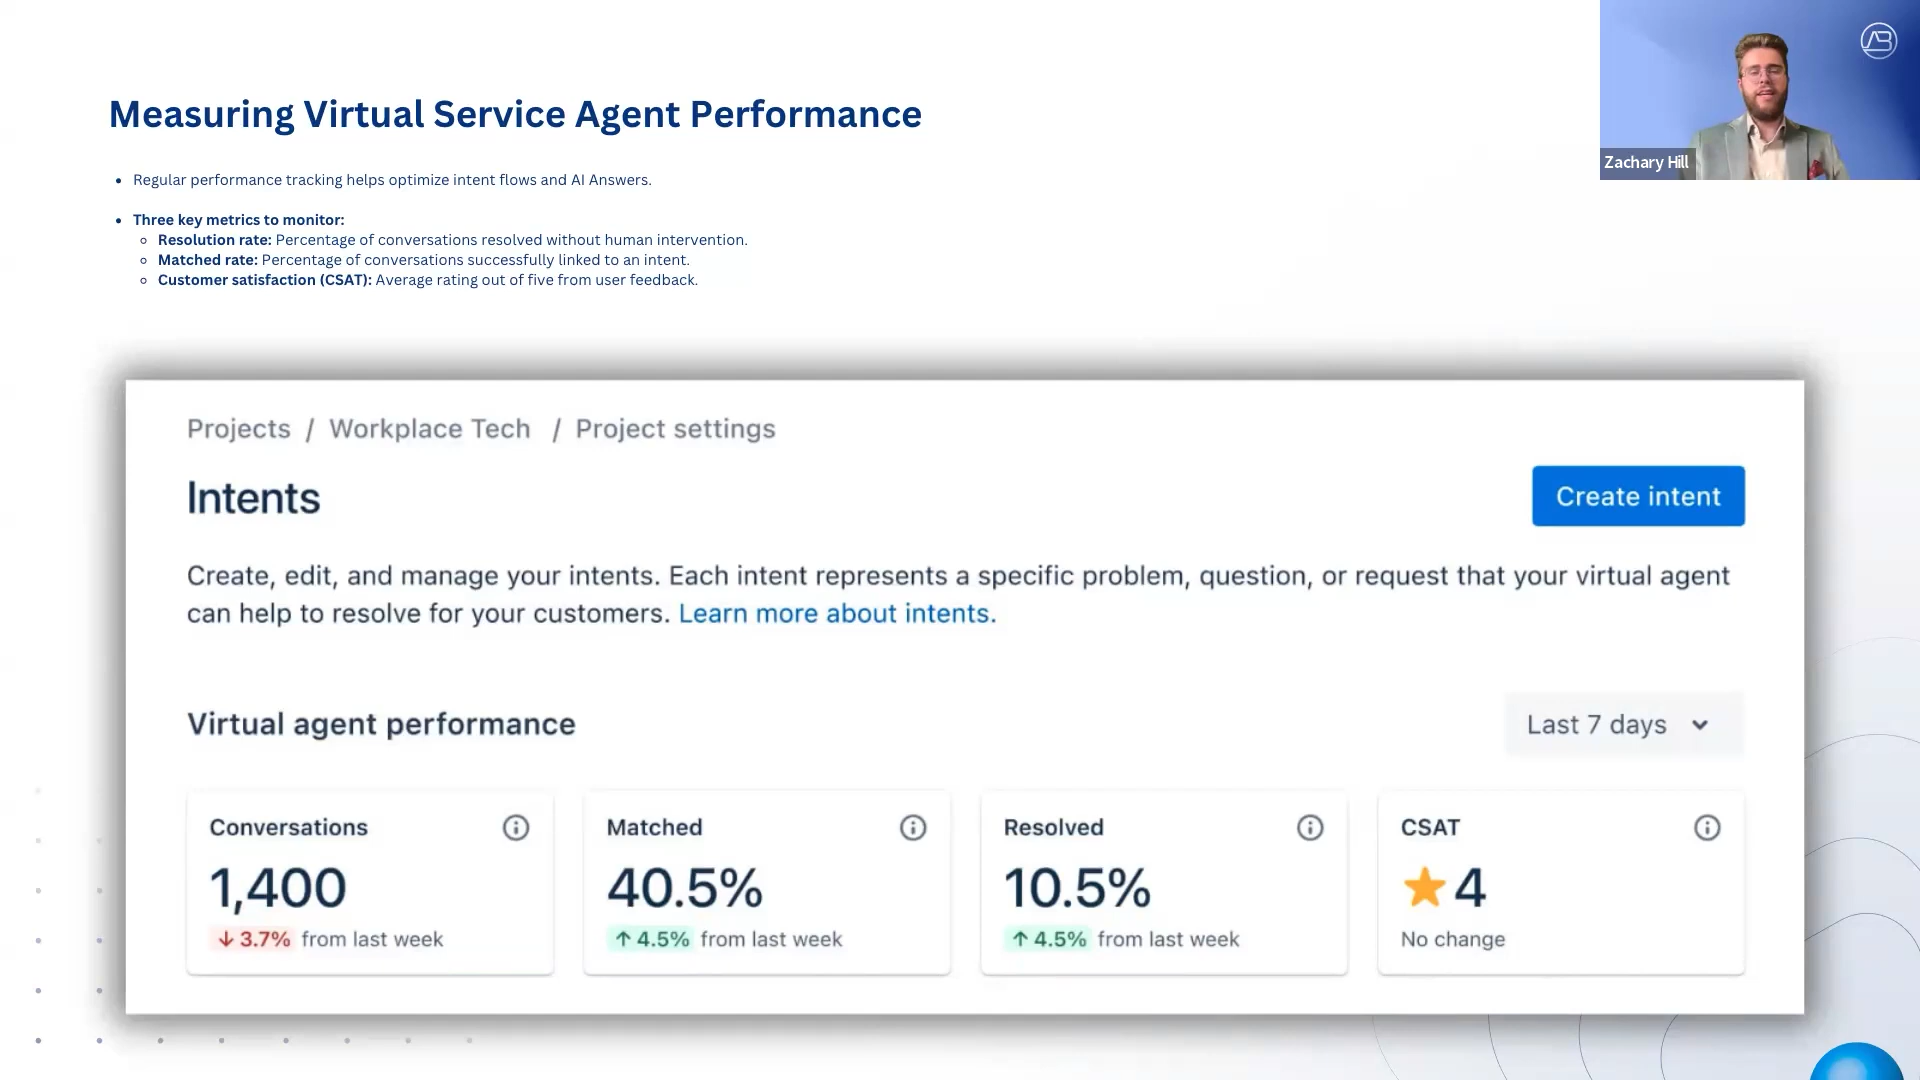 Measuring Virtual Service Agent Performance
Regular performance tracking helps optimize intent flows and AI Answers.
Three key metrics to monitor:
Resolution rate: Percentage of conversations resolved without human intervention.
Matched rate: Percentage of conversations successfully linked to an intent.
Customer satisfaction (CSAT): Average rating out of five from user feedback.
Zachary Hill
Projects / Workplace Tech / Project settings
Intents
Create intent
Create, edit, and manage your intents. Each intent represents a specific problem, question, or request that your virtual agent
can help to resolve for your customers. Learn more about intents.
Virtual agent performance
Last 7 days
Conversations
1,400
↓ 3.7% from last week
Matched
40.5%
↑ 4.5% from last week
Resolved
10.5%
↑ 4.5% from last week
CSAT
4
No change